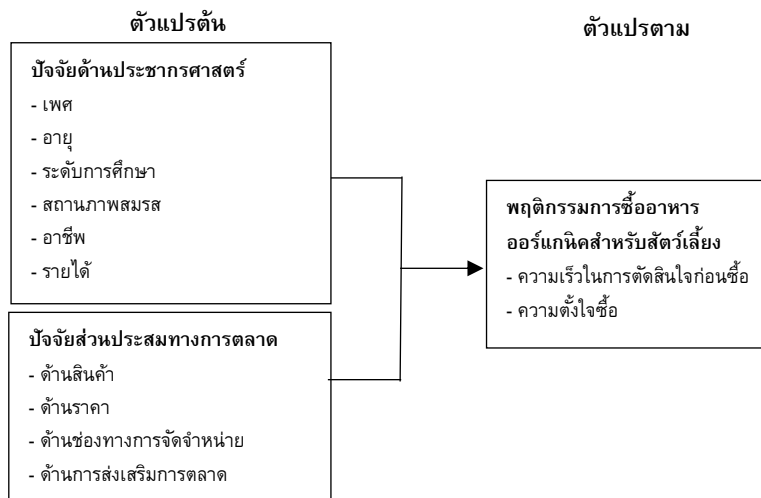 ตัวแปรต้น
ตัวแปรตาม
ปัจจัยด้านประชากรศาสตร์
- เพศ
- อายุ
- ระดับการศึกษา
- สถานภาพสมรส
- อาชีพ
- รายได้
ปัจจัยส่วนประสมทางการตลาด
- ด้านสินค้า
- ด้านราคา
- ด้านช่องทางการจัดจำหน่าย
- ด้านการส่งเสริมการตลาด
พฤติกรรมการซื้ออาหาร
ออร์แกนิคสำหรับสัตว์เลี้ยง
- ความเร็วในการตัดสินใจก่อนซื้อ
- ความตั้งใจซื้อ